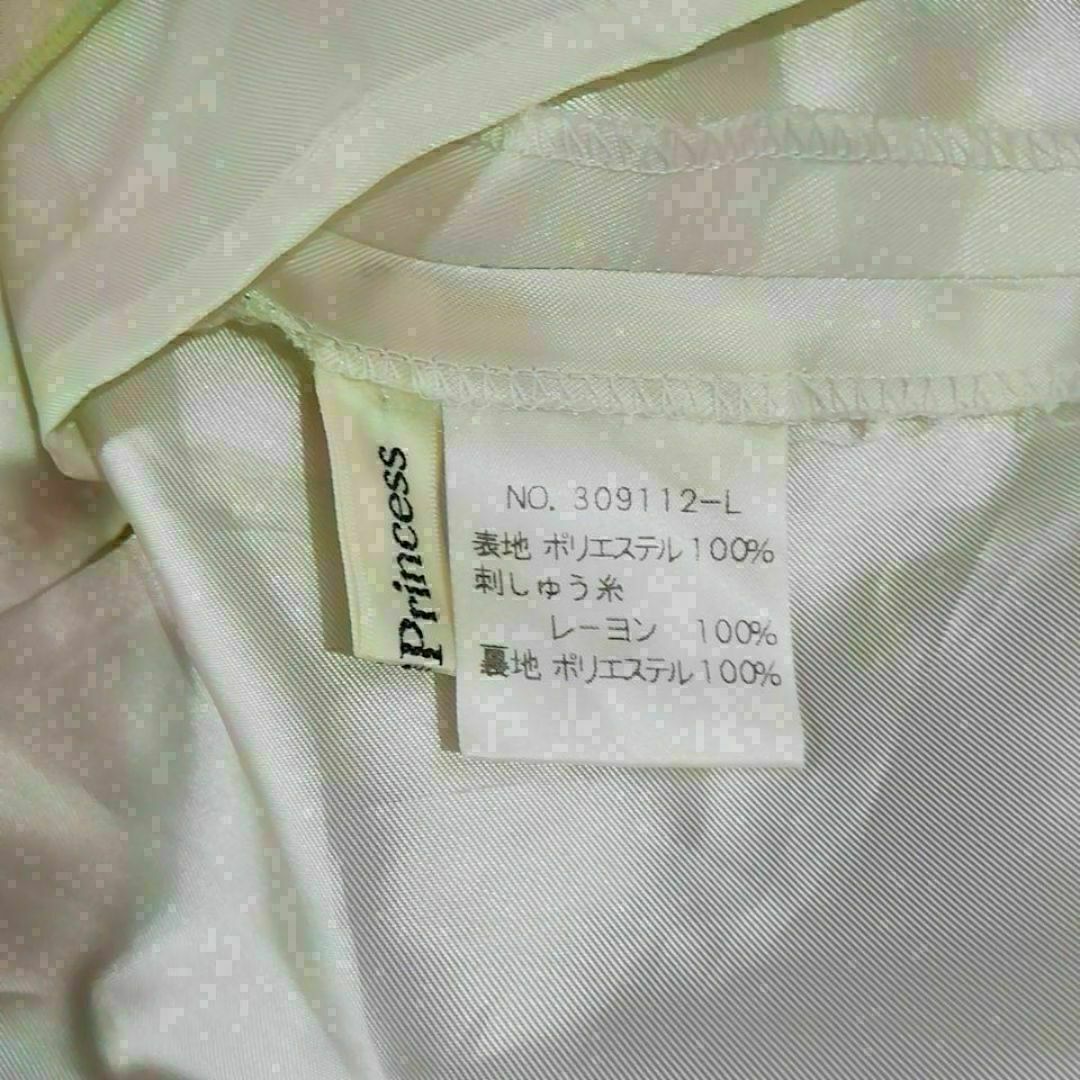 Princess
NO. 309112-L
表地 ポリエステル100%
刺しゅう糸
レーヨン 100%
裏地 ポリエステル100%